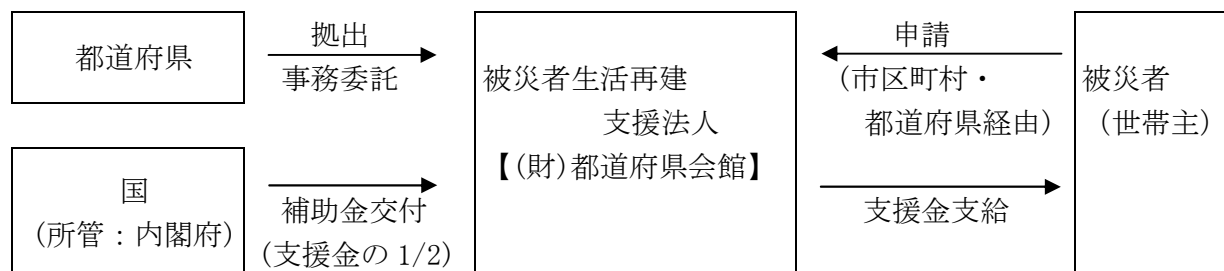 都道府県
拠出
事務委託
国
(所管：内閣府)
補助金交付
(支援金の 1/2)
被災者生活再建
支援法人
【(財)都道府県会館】
申請
(市区町村・
都道府県経由)
支援金支給
被災者
(世帯主)